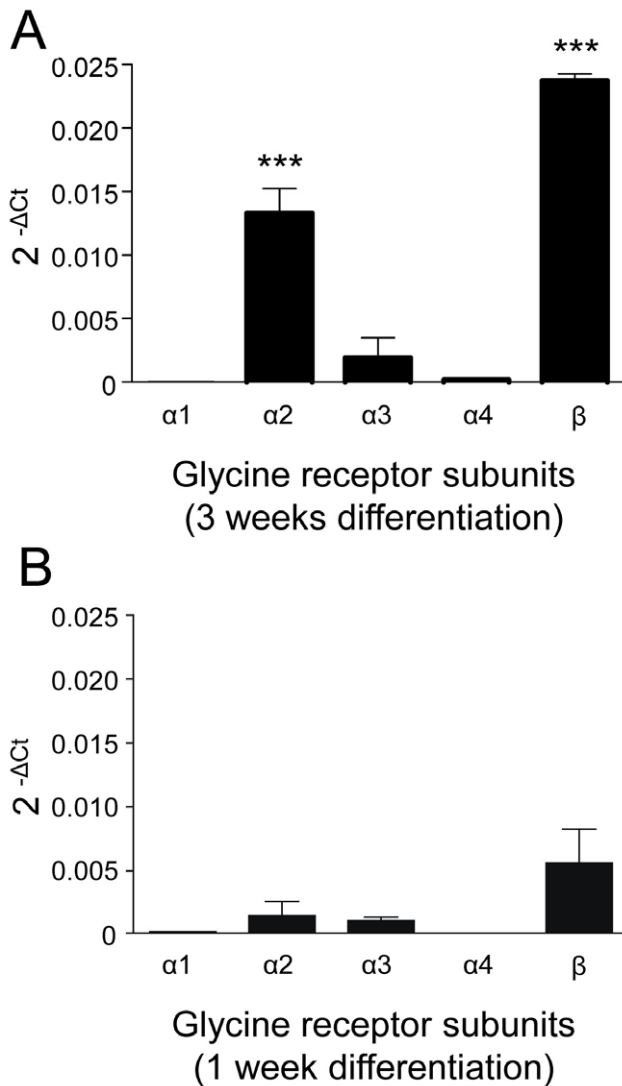 A
***
***
0.025
0.020
0.015
0.010
0.005
0
2 -ΔCt
α1 α2 α3 α4 β
Glycine receptor subunits
(3 weeks differentiation)
B
0.025
0.020
0.015
0.010
0.005
0
2 -ΔCt
α1 α2 α3 α4 β
Glycine receptor subunits
(1 week differentiation)